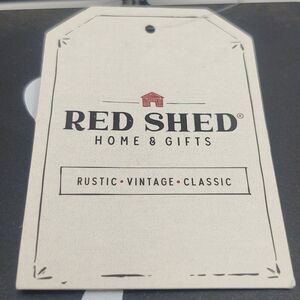 RED SHED®
HOME & GIFTS
RUSTIC • VINTAGE • CLASSIC